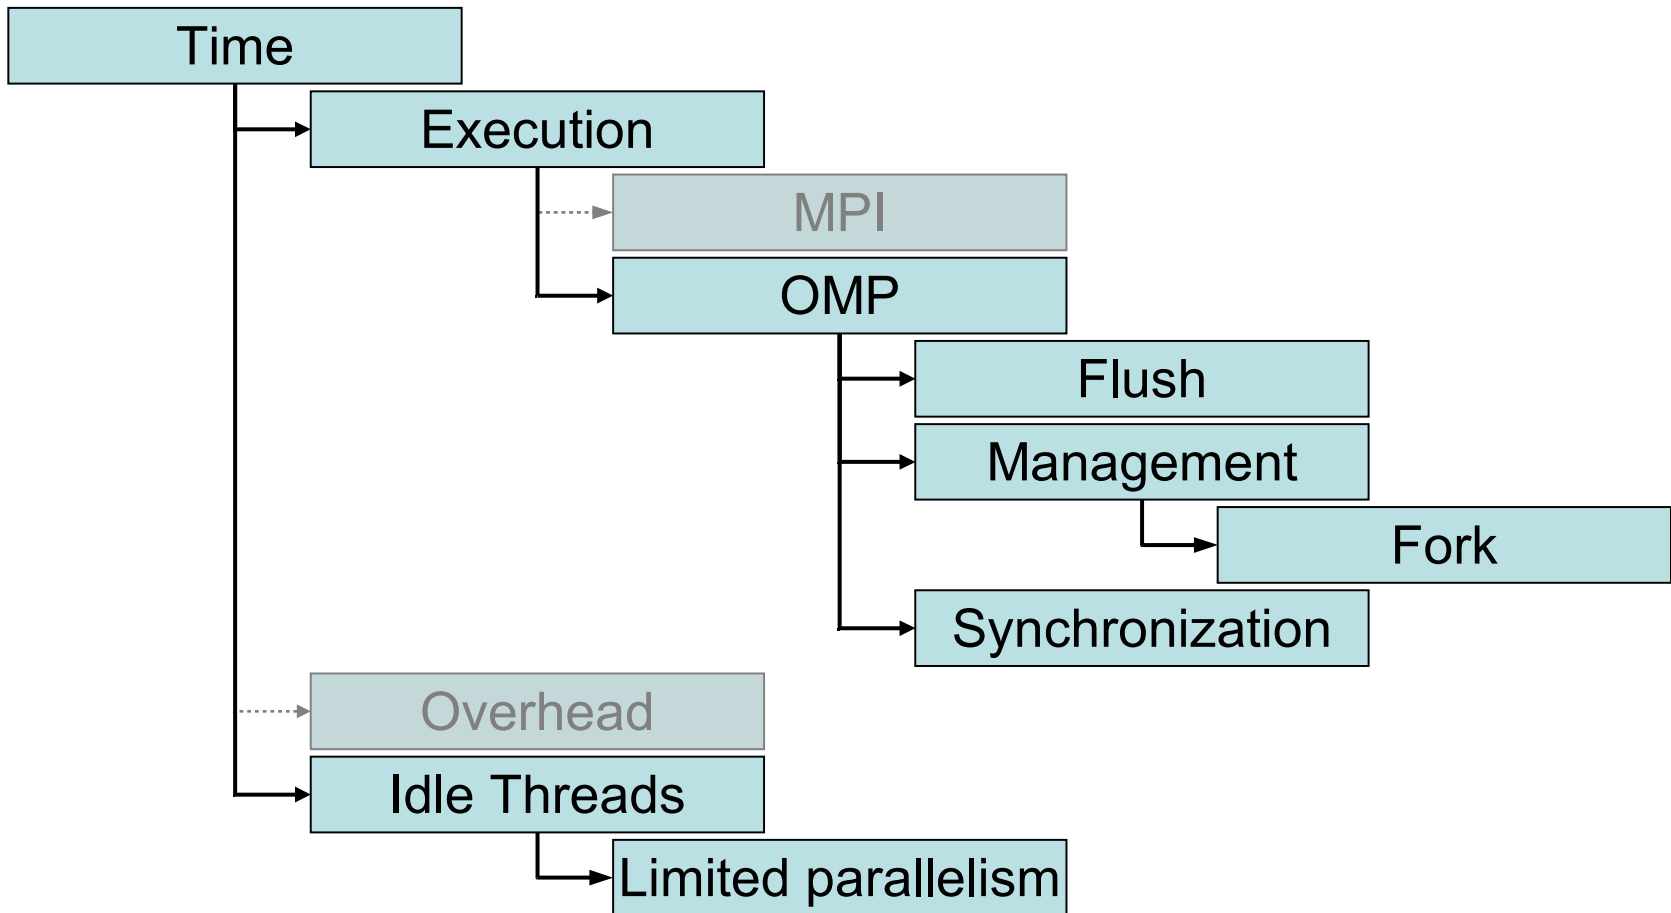 Time
Execution
MPI
OMP
Flush
Management
Fork
Synchronization
Overhead
Idle Threads
Limited parallelism